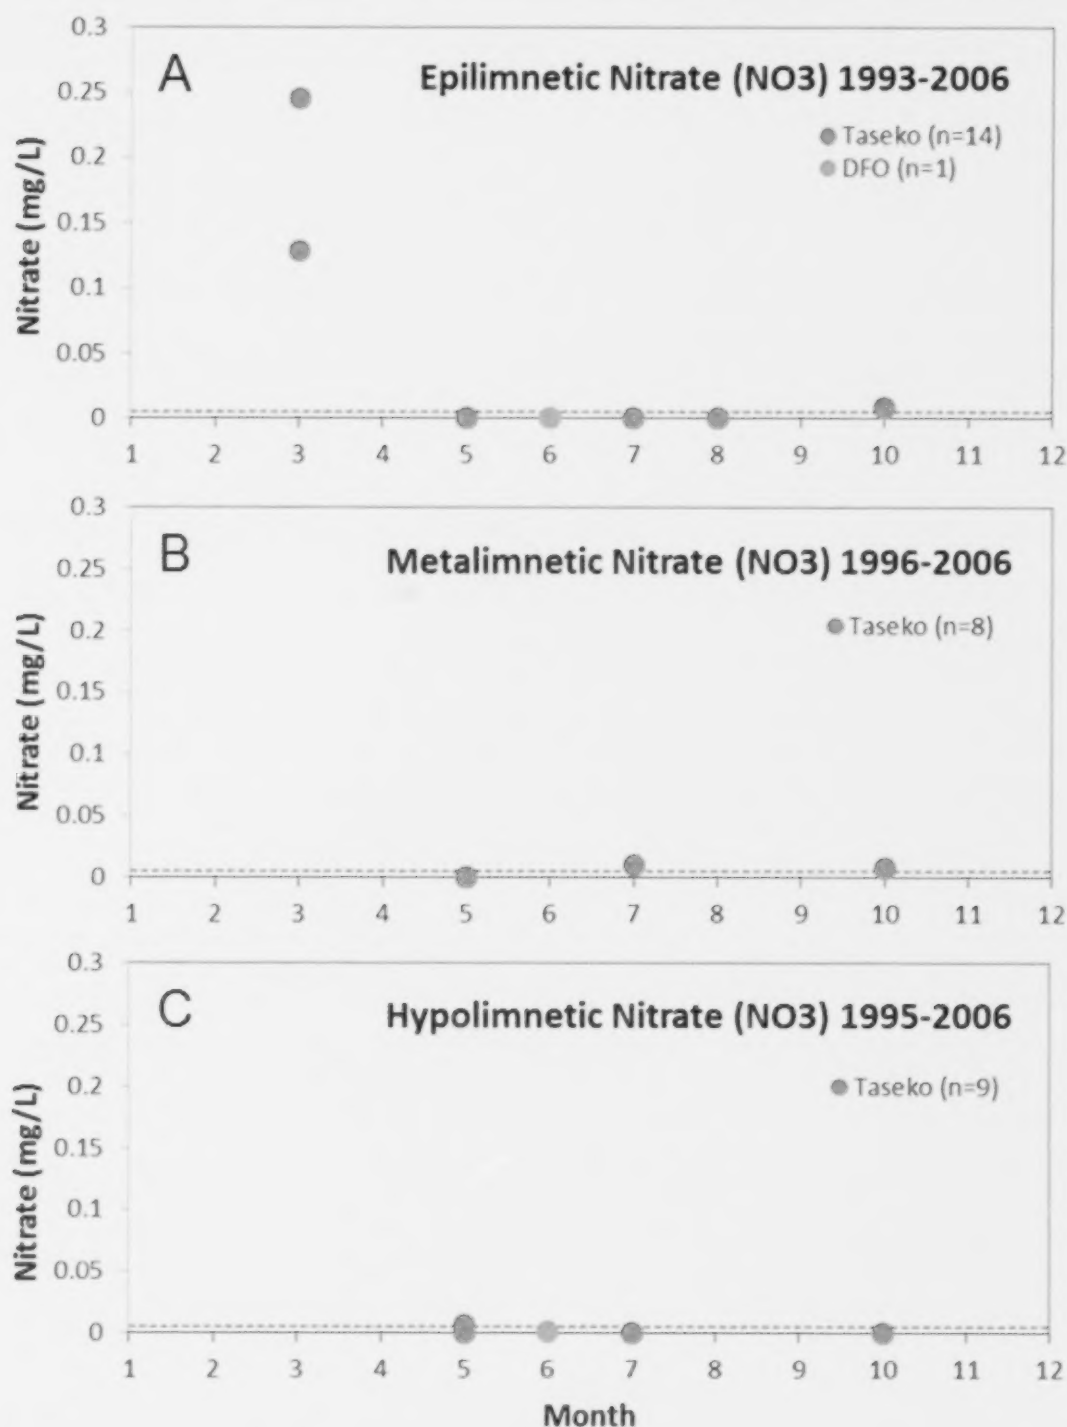 0.3
A
Epilimnetic Nitrate (NO3) 1993-2006
0.25
Taseko (n=14)
0.2
DFO (n=1)
0.15
0.1
0.05
0
Nitrate (mg/L)
1 2 3 4 5 6 7 8 9 10 11 12
0.3
B
Metalimnetic Nitrate (NO3) 1996-2006
0.25
Taseko (n=8)
0.2
0.15
0.1
0.05
0
Nitrate (mg/L)
1 2 3 4 5 6 7 8 9 10 11 12
0.3
C
Hypolimnetic Nitrate (NO3) 1995-2006
0.25
Taseko (n=9)
0.2
0.15
0.1
0.05
0
Nitrate (mg/L)
1 2 3 4 5 6 7 8 9 10 11 12
Month